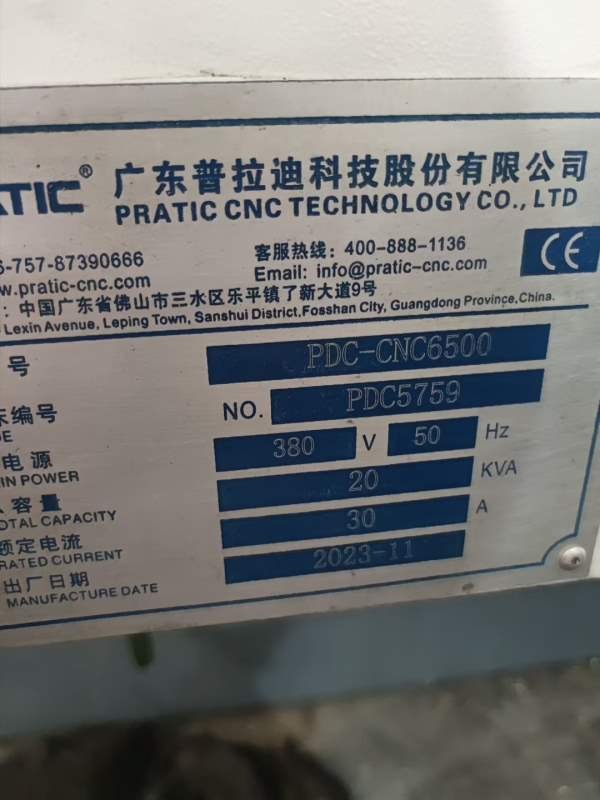 ATIC® 广东普拉迪科技股份有限公司
PRATIC CNC TECHNOLOGY CO., LTD
6-757-87390666 客服热线: 400-888-1136
w.pratic-cnc.com Email: info@pratic-cnc.com
CE
: 中国广东省佛山市三水区乐平镇了新大道9号
Lexin Avenue, Leping Town, Sanshui District, Fosshan City, Guangdong Province, China.
号 PDC-CNC6500
床编号 NO. PDC5759
DE
电源 380 V 50 Hz
IN POWER
容量 20 KVA
OTAL CAPACITY
额定电流 30 A
RATED CURRENT
出厂日期 2023-11
MANUFACTURE DATE